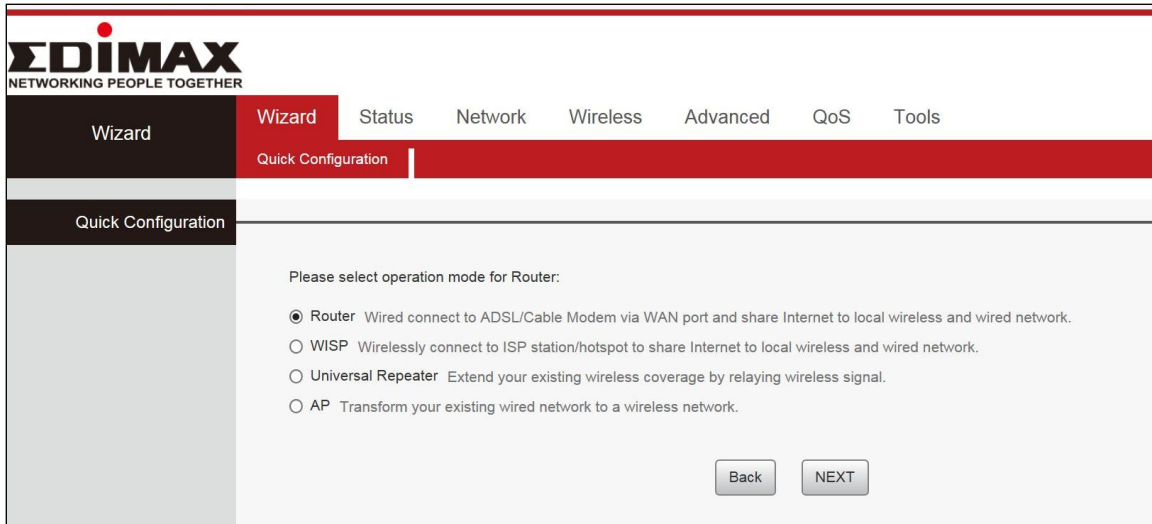 EDIMAX
NETWORKING PEOPLE TOGETHER
Wizard
Wizard Status Network Wireless Advanced QoS Tools
Quick Configuration
Quick Configuration
Please select operation mode for Router:
Router Wired connect to ADSL/Cable Modem via WAN port and share Internet to local wireless and wired network.
WISP Wirelessly connect to ISP station/hotspot to share Internet to local wireless and wired network.
Universal Repeater Extend your existing wireless coverage by relaying wireless signal.
AP Transform your existing wired network to a wireless network.
Back NEXT